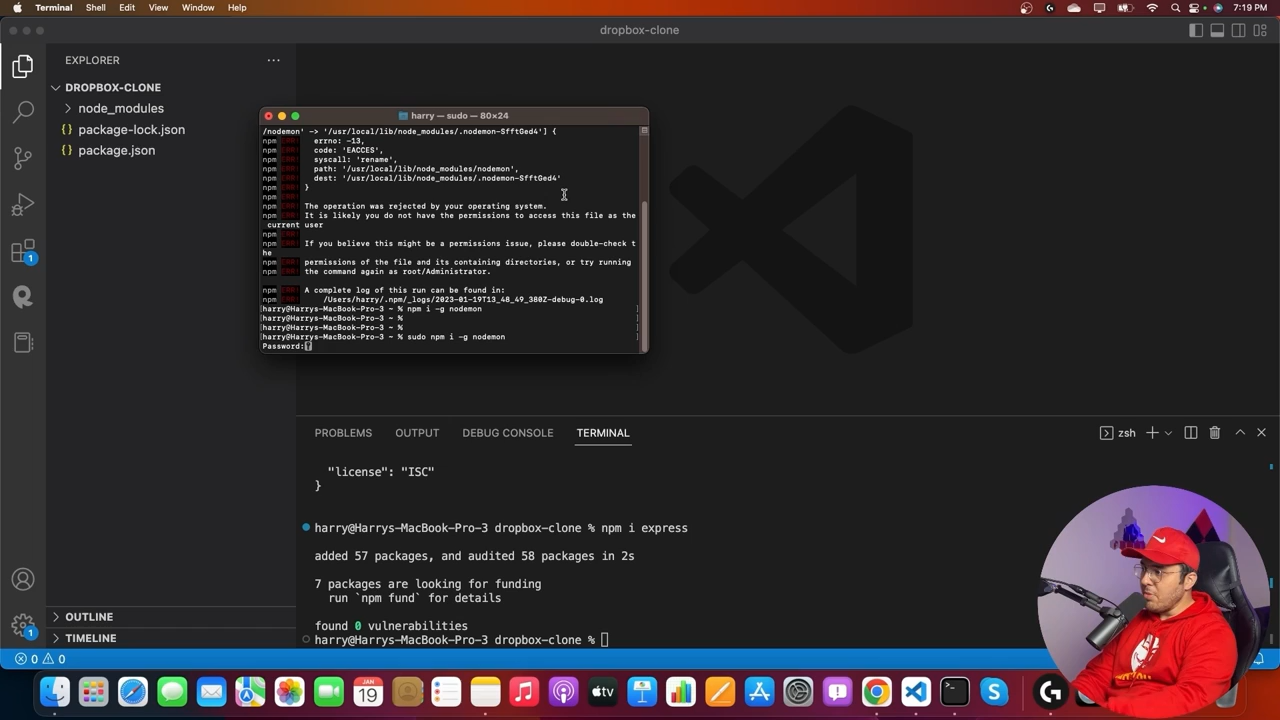 Terminal Shell Edit View Window Help 7:19 PM
dropbox-clone
EXPLORER
DROPBOX-CLONE
node_modules
package-lock.json
package.json
1
1
harry — sudo — 80×24
/nodemon' -> '/usr/local/lib/node_modules/.nodemon-SfftGed4'] {
npm ERR! errno: -13,
npm ERR! code: 'EACCES',
npm ERR! syscall: 'rename',
npm ERR! path: '/usr/local/lib/node_modules/nodemon',
npm ERR! dest: '/usr/local/lib/node_modules/.nodemon-SfftGed4'
npm ERR! }
npm ERR!
npm ERR! The operation was rejected by your operating system.
npm ERR! It is likely you do not have the permissions to access this file as the
current user
npm ERR!
npm ERR! If you believe this might be a permissions issue, please double-check t
he
npm ERR! permissions of the file and its containing directories, or try running
npm ERR! the command again as root/Administrator.
npm ERR! A complete log of this run can be found in:
npm ERR! /Users/harry/.npm/_logs/2023-01-19T13_48_49_380Z-debug-0.log
harry@Harrys-MacBook-Pro-3 ~ % npm i -g nodemon
harry@Harrys-MacBook-Pro-3 ~ %
harry@Harrys-MacBook-Pro-3 ~ %
harry@Harrys-MacBook-Pro-3 ~ % sudo npm i -g nodemon
Password:
PROBLEMS OUTPUT DEBUG CONSOLE TERMINAL zsh
"license": "ISC"
}
harry@Harrys-MacBook-Pro-3 dropbox-clone % npm i express
added 57 packages, and audited 58 packages in 2s
7 packages are looking for funding
run `npm fund` for details
found 0 vulnerabilities
harry@Harrys-MacBook-Pro-3 dropbox-clone %
OUTLINE
TIMELINE
0 0
JAN
19
tv